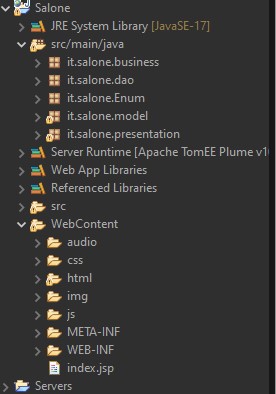 Salone
JRE System Library [JavaSE-17]
src/main/java
it.salone.business
it.salone.dao
it.salone.Enum
it.salone.model
it.salone.presentation
Server Runtime [Apache TomEE Plume v10
Web App Libraries
Referenced Libraries
src
WebContent
audio
css
html
img
js
META-INF
WEB-INF
index.jsp
Servers